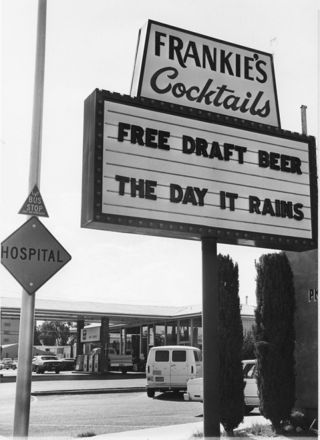 FRANKIE'S
Cocktails
FREE DRAFT BEER
THE DAY IT RAINS
BUS
STOP
HOSPITAL